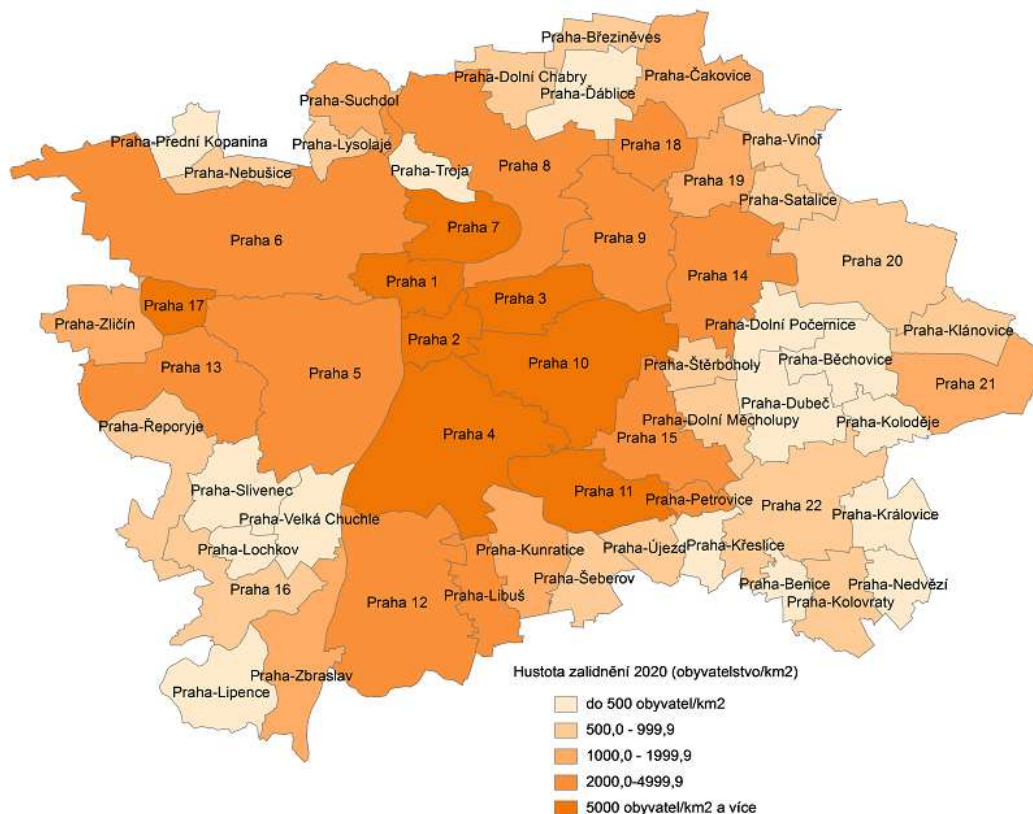 Praha-Březiněves
Praha-Dolní Chabry
Praha-Čakovice
Praha-Ďáblice
Praha-Suchdol
Praha-Přední Kopanina
Praha-Lysolaje
Praha 18
Praha-Vinoř
Praha-Troja
Praha 8
Praha-Nebušice
Praha 19
Praha-Satalice
Praha 7
Praha 6
Praha 9
Praha 20
Praha 14
Praha 1
Praha 3
Praha 17
Praha-Zličín
Praha-Dolní Počernice
Praha-Klánovice
Praha 2
Praha 10
Praha-Štěrboholy
Praha-Běchovice
Praha 13
Praha 5
Praha 21
Praha-Dubeč
Praha-Dolní Měcholupy
Praha-Koloděje
Praha-Řeporyje
Praha 4
Praha 15
Praha-Slivenec
Praha 11
Praha-Petrovice
Praha 22
Praha-Velká Chuchle
Praha-Královice
Praha-Lochkov
Praha-Kunratice
Praha-Újezd
Praha-Křeslice
Praha 16
Praha-Šeberov
Praha-Benice
Praha-Nedvězí
Praha 12
Praha-Libuš
Praha-Kolovraty
Praha-Zbraslav
Praha-Lipence
Hustota zalidnění 2020 (obyvatelstvo/km2)
do 500 obyvatel/km2
500,0 - 999,9
1000,0 - 1999,9
2000,0-4999,9
5000 obyvatel/km2 a více